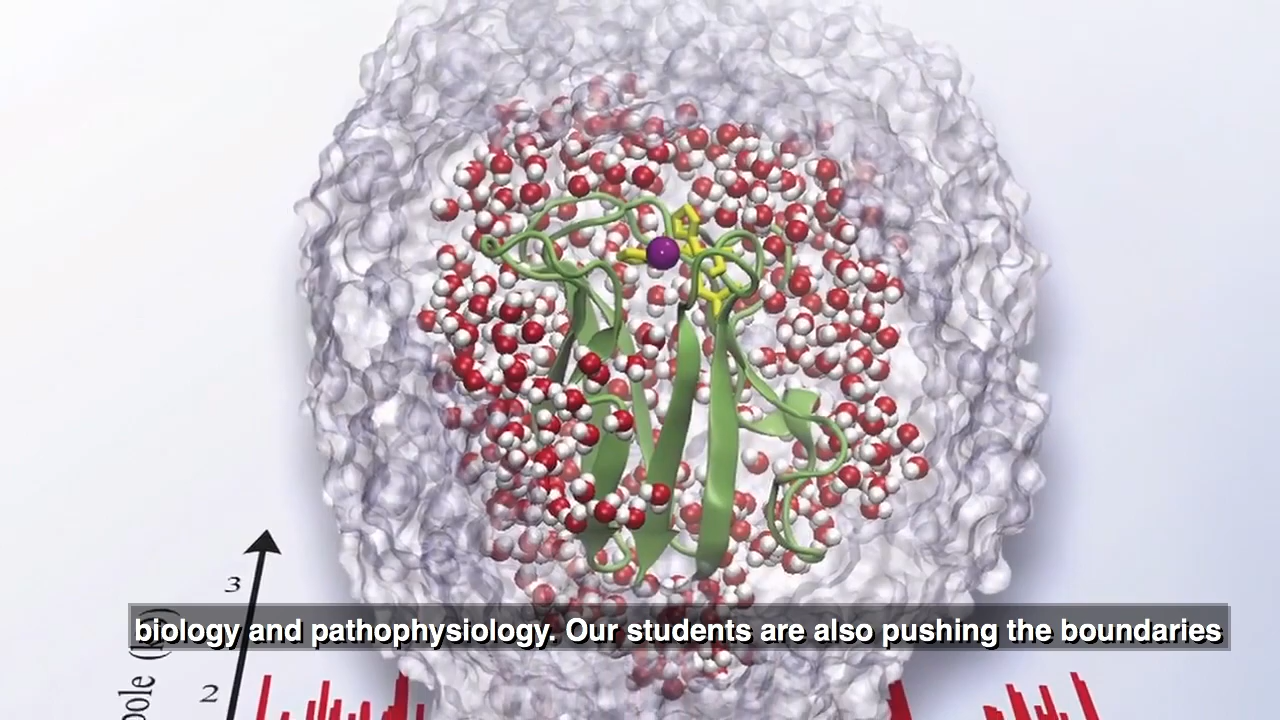 3
biology and pathophysiology. Our students are also pushing the boundaries
2